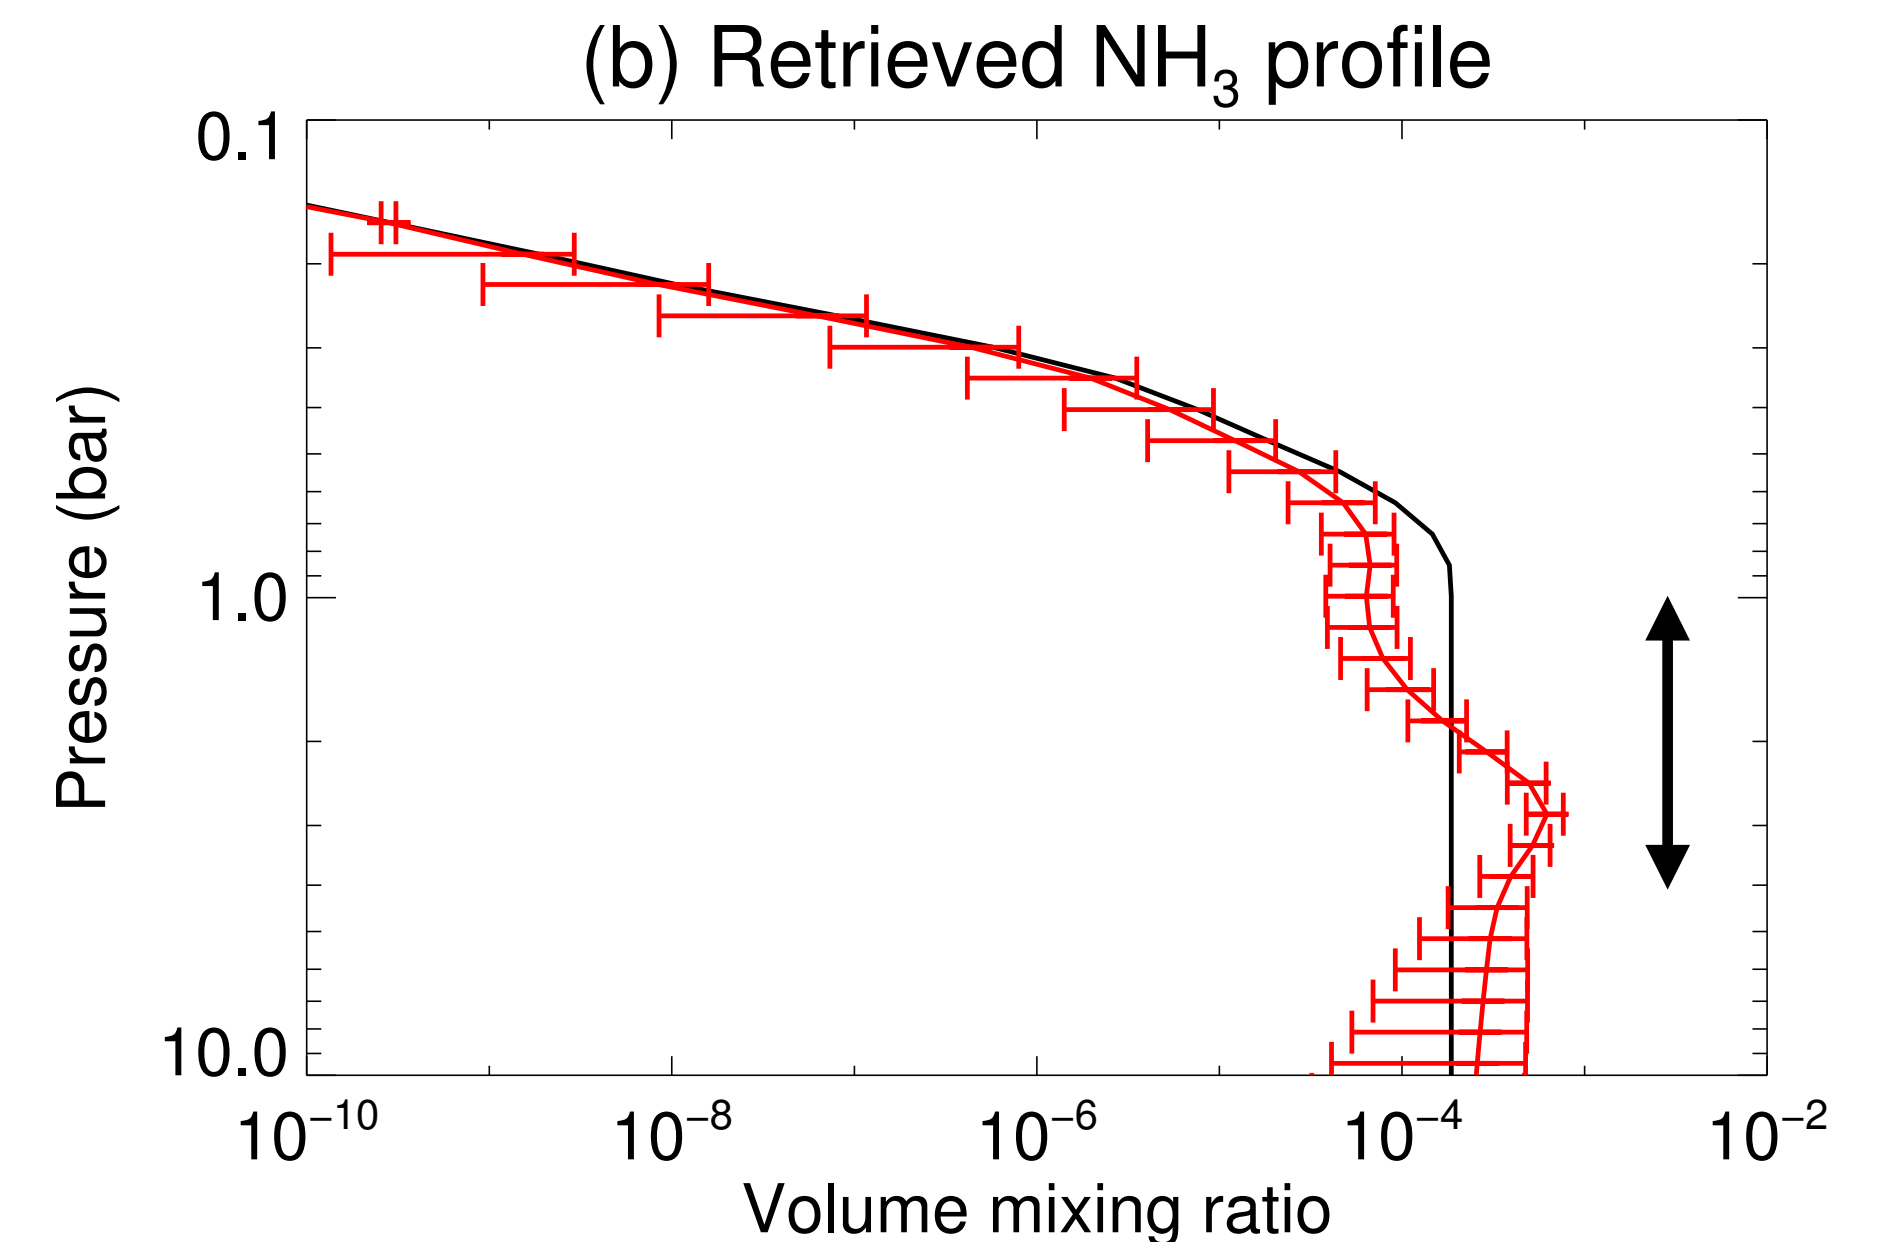 (b) Retrieved NH₃ profile
0.1
1.0
10.0
Pressure (bar)
10⁻¹⁰ 10⁻⁸ 10⁻⁶ 10⁻⁴ 10⁻²
Volume mixing ratio